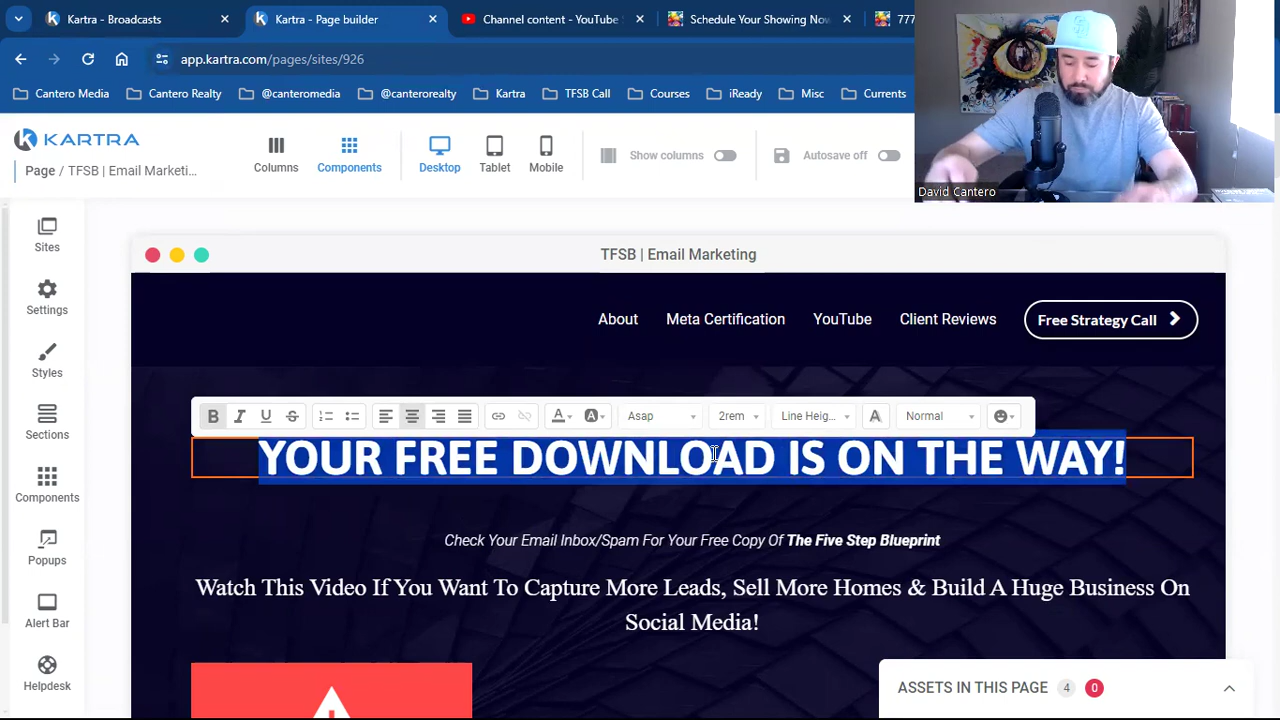 Kartra - Broadcasts
Kartra - Page builder
Channel content - YouTube
Schedule Your Showing Now
777
app.kartra.com/pages/sites/926
Cantero Media
Cantero Realty
@canteromedia
@canterorealty
Kartra
TFSB Call
Courses
iReady
Misc
Currents
KARTRA
Page / TFSB | Email Marketi...
Columns
Components
Desktop
Tablet
Mobile
Show columns
Autosave off
David Cantero
Sites
Settings
Styles
Sections
Components
Popups
Alert Bar
Helpdesk
TFSB | Email Marketing
About
Meta Certification
YouTube
Client Reviews
Free Strategy Call
B I U S
A
A
Asap
2rem
Line Heig...
A
Normal
YOUR FREE DOWNLOAD IS ON THE WAY!
Check Your Email Inbox/Spam For Your Free Copy Of The Five Step Blueprint
Watch This Video If You Want To Capture More Leads, Sell More Homes & Build A Huge Business On
Social Media!
ASSETS IN THIS PAGE 4 0